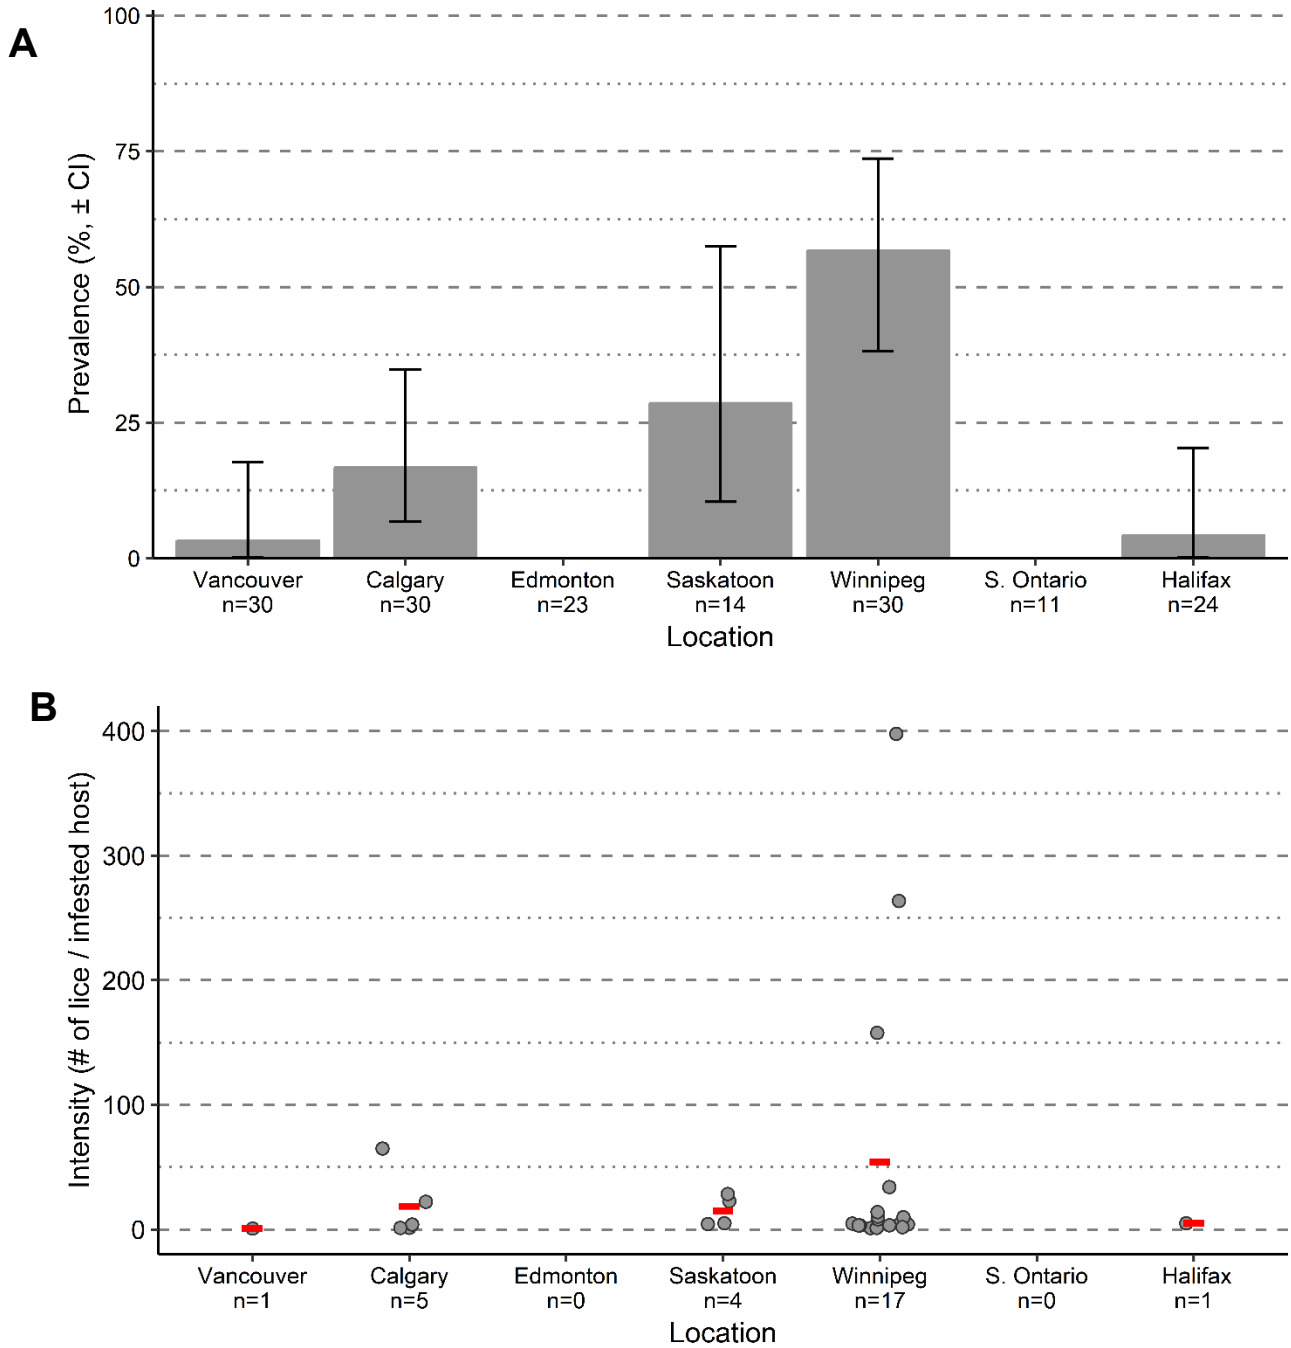 A
Prevalence (%, ± CI)
100
75
50
25
0
Vancouver Calgary Edmonton Saskatoon Winnipeg S. Ontario Halifax
n=30 n=30 n=23 n=14 n=30 n=11 n=24
Location
B
Intensity (# of lice / infested host)
400
300
200
100
0
Vancouver Calgary Edmonton Saskatoon Winnipeg S. Ontario Halifax
n=1 n=5 n=0 n=4 n=17 n=0 n=1
Location